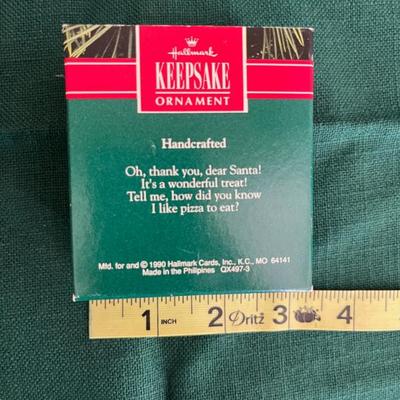 Hallmark
KEEPSAKE
ORNAMENT
Handcrafted
Oh, thank you, dear Santa!
It's a wonderful treat!
Tell me, how did you know
I like pizza to eat?
Mfd. for and © 1990 Hallmark Cards, Inc., K.C., MO 64141
Made in the Philipines QX497-3
1 INCH 2 Dritz 3 4